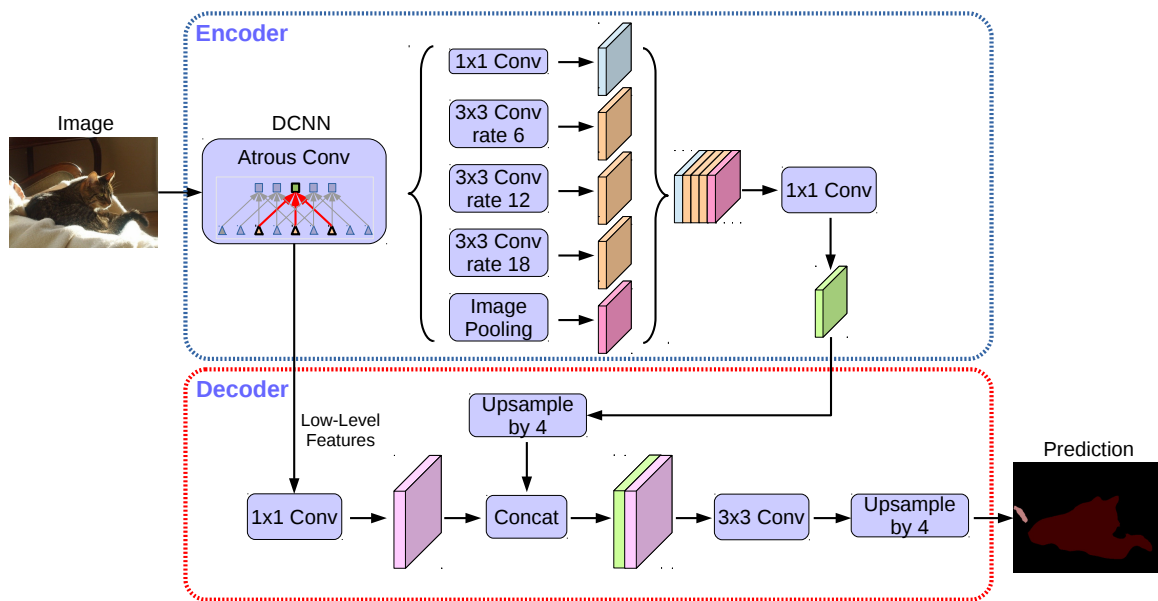 Encoder
Image
DCNN
Atrous Conv
1x1 Conv
3x3 Conv
rate 6
3x3 Conv
rate 12
3x3 Conv
rate 18
Image
Pooling
1x1 Conv
Decoder
Low-Level
Features
Upsample
by 4
1x1 Conv
Concat
3x3 Conv
Upsample
by 4
Prediction